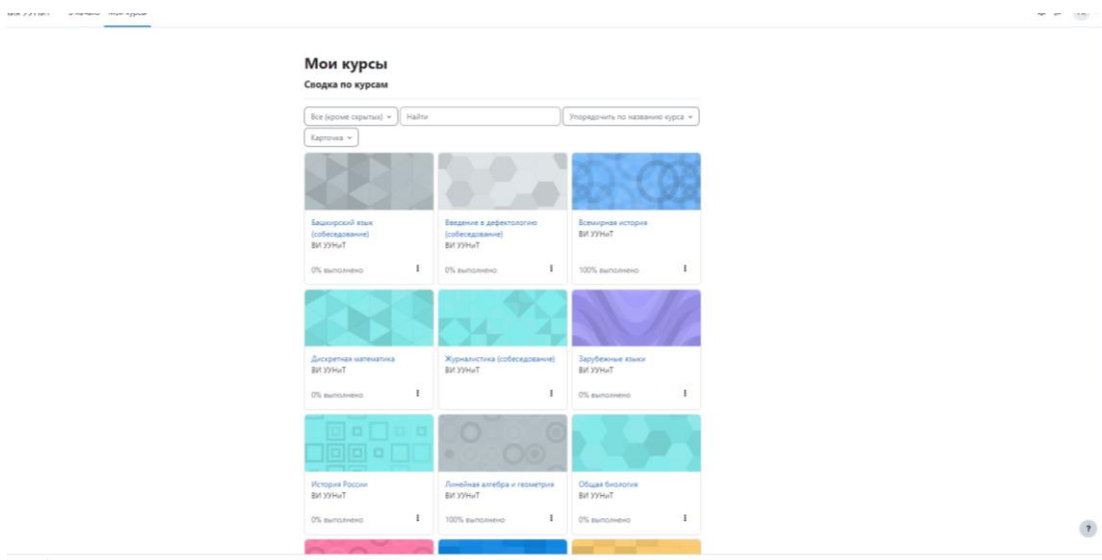 Мои курсы
Мои курсы
Сводка по курсам
Все (кроме скрытых)
Найти
Упорядочить по названию курса
Карточка
Башкирский язык
(собеседование)
ВИ УУНиТ
0% выполнено
Введение в дефектологию
(собеседование)
ВИ УУНиТ
0% выполнено
Всемирная история
ВИ УУНиТ
100% выполнено
Дискретная математика
ВИ УУНиТ
0% выполнено
Журналистика (собеседование)
ВИ УУНиТ
Зарубежные языки
ВИ УУНиТ
0% выполнено
История России
ВИ УУНиТ
0% выполнено
Линейная алгебра и геометрия
ВИ УУНиТ
100% выполнено
Общая биология
ВИ УУНиТ
0% выполнено
?